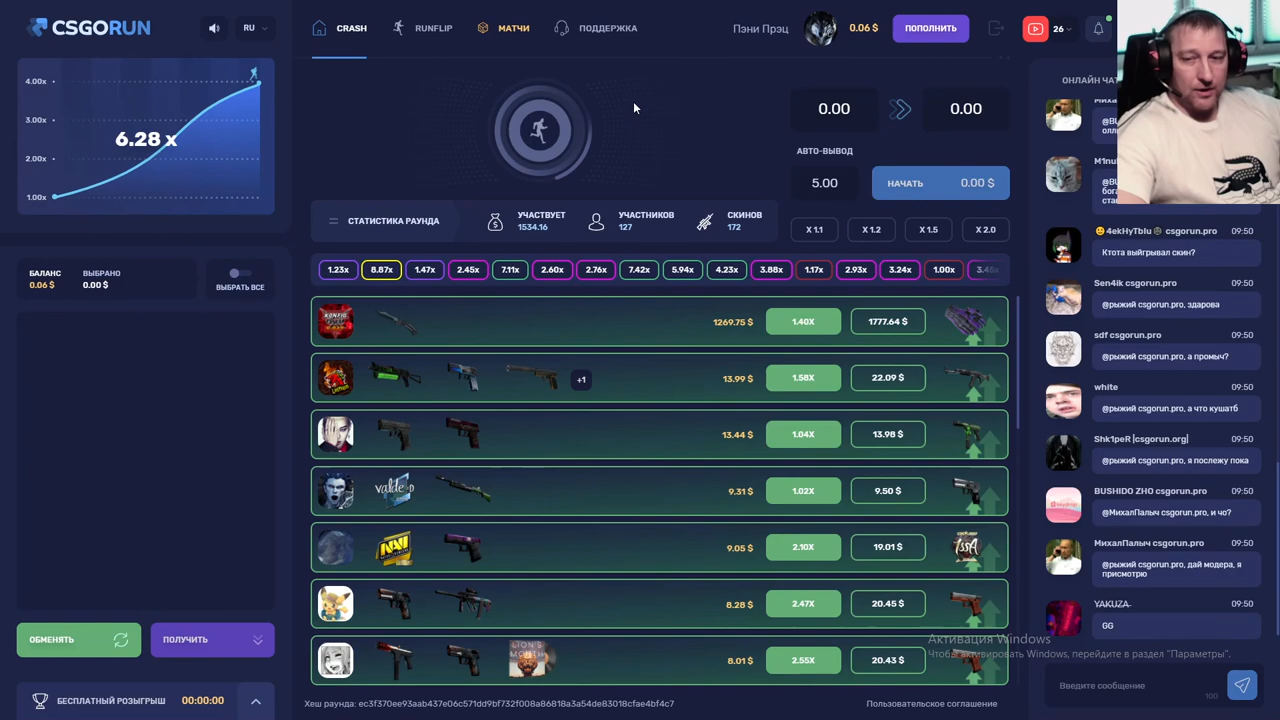 CSGORUN
RU
CRASH
RUNFLIP
МАТЧИ
ПОДДЕРЖКА
Пэни Прэц
0.06 $
ПОПОЛНИТЬ
26
4.00x
3.00x
2.00x
1.00x
6.28 x
0.00
0.00
АВТО-ВЫВОД
5.00
НАЧАТЬ 0.00 $
X 1.1
X 1.2
X 1.5
X 2.0
СТАТИСТИКА РАУНДА
УЧАСТВУЕТ
1534.16
УЧАСТНИКОВ
127
СКИНОВ
172
БАЛАНС
0.06 $
ВЫБРАНО
0.00 $
ВЫБРАТЬ ВСЕ
1.23x 8.87x 1.47x 2.45x 7.11x 2.60x 2.76x 7.42x 5.94x 4.23x 3.88x 1.17x 2.93x 3.24x 1.00x
1269.75 $ 1.40X 1777.64 $
+1 13.99 $ 1.58X 22.09 $
13.44 $ 1.04X 13.98 $
9.31 $ 1.02X 9.50 $
9.05 $ 2.10X 19.01 $
8.28 $ 2.47X 20.45 $
8.01 $ 2.55X 20.43 $
ОБМЕНЯТЬ
ПОЛУЧИТЬ
БЕСПЛАТНЫЙ РОЗЫГРЫШ 00:00:00
Хеш раунда: ec3f370ee93aab437e06c571dd9bf732f008a86818a3a54de83018cfae4bf4c7
Пользовательское соглашение
ОНЛАЙН ЧАТ
4ekHyTbIu csgorun.pro 09:50
Ктота выйгрывал скин?
Sen4ik csgorun.pro 09:50
@рыжий csgorun.pro, здарова
sdf csgorun.pro 09:50
@рыжий csgorun.pro, а промыч?
white 09:50
@рыжий csgorun.pro, а что кушатб
Shk1peR |csgorun.org| 09:50
@рыжий csgorun.pro, я послежу пока
BUSHIDO ZHO csgorun.pro 09:50
@МихалПалыч csgorun.pro, и чо?
МихалПалыч csgorun.pro 09:50
@рыжий csgorun.pro, дай модера, я
присмотрю
YAKUZA 09:50
GG
Активация Windows
Чтобы активировать Windows, перейдите в раздел "Параметры".
Введите сообщение
100